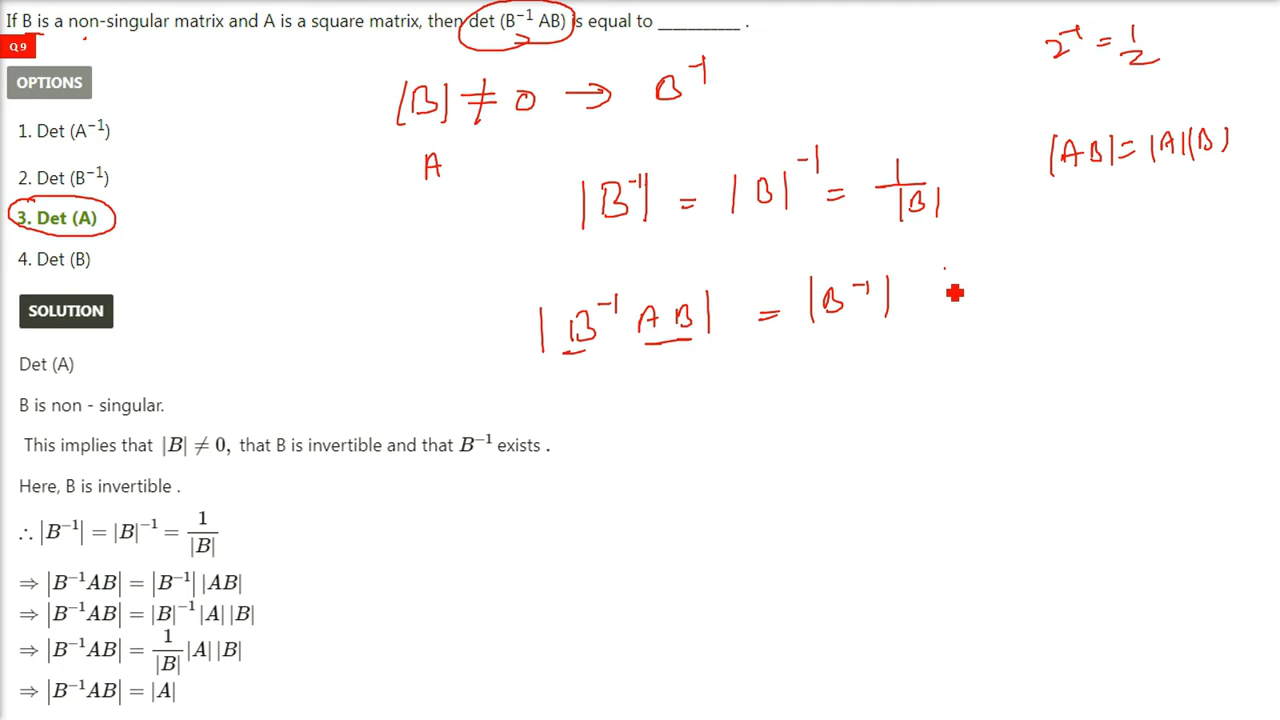 If B is a non-singular matrix and A is a square matrix, then det (B⁻¹ AB) is equal to _________ .
Q9
2⁻¹ = 1/2
OPTIONS
|B| ≠ 0 → B⁻¹
1. Det (A⁻¹)
A
|AB| = |A||B|
2. Det (B⁻¹)
|B⁻¹| = |B|⁻¹ = 1/|B|
3. Det (A)
4. Det (B)
SOLUTION
|B⁻¹ AB| = |B⁻¹|
Det (A)
B is non - singular.
This implies that |B| ≠ 0, that B is invertible and that B⁻¹ exists .
Here, B is invertible .
∴ |B⁻¹| = |B|⁻¹ = 1/|B|
⇒ |B⁻¹AB| = |B⁻¹| |AB|
⇒ |B⁻¹AB| = |B|⁻¹ |A| |B|
⇒ |B⁻¹AB| = 1/|B| |A| |B|
⇒ |B⁻¹AB| = |A|